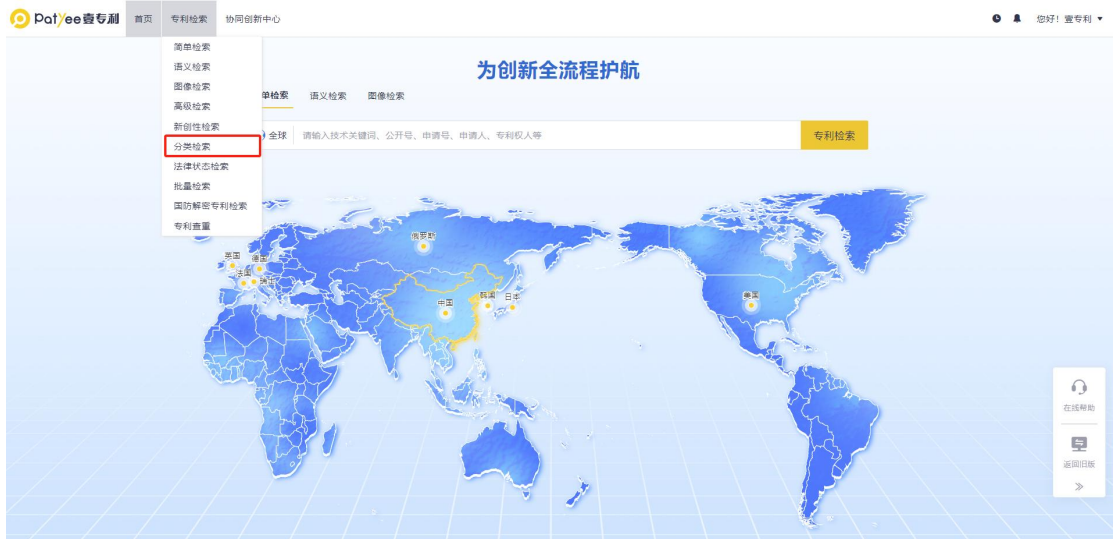 Patyee壹专利 首页 专利检索 协同创新中心 您好！壹专利 ▼
简单检索
语义检索
图像检索
高级检索
新创性检索
分类检索
法律状态检索
批量检索
国防解密专利检索
专利查重
为创新全流程护航
单检索 语义检索 图像检索
全球 请输入技术关键词、公开号、申请号、申请人、专利权人等 专利检索
俄罗斯
英国 德国
法国
中国 韩国 日本
美国
在线帮助
返回旧版